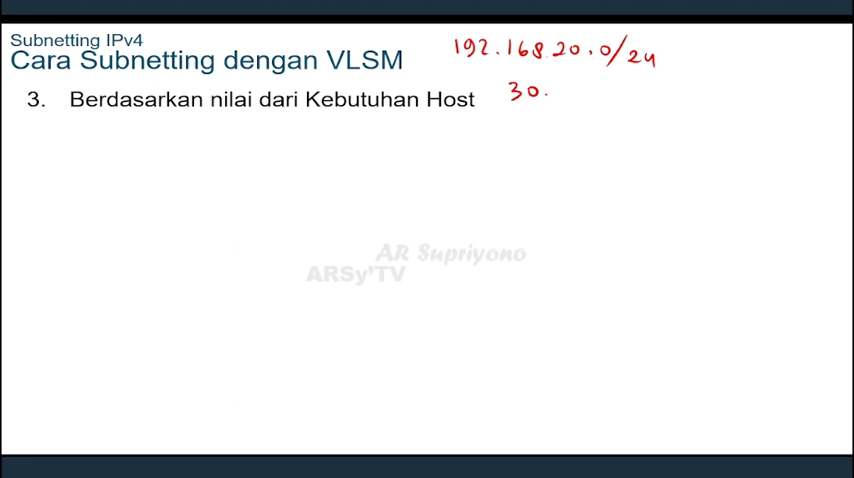 Subnetting IPv4
Cara Subnetting dengan VLSM
192.168.20.0/24
3. Berdasarkan nilai dari Kebutuhan Host
30.
AR Supriyono
ARSy'TV